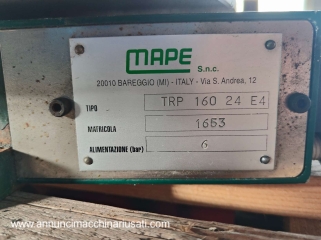 MAPE S.n.c.
20010 BAREGGIO (MI) - ITALY - Via S. Andrea, 12
TIPO TRP 160 24 E4
MATRICOLA 1653
ALIMENTAZIONE (bar) 6
www.annuncimacchinariusati.com